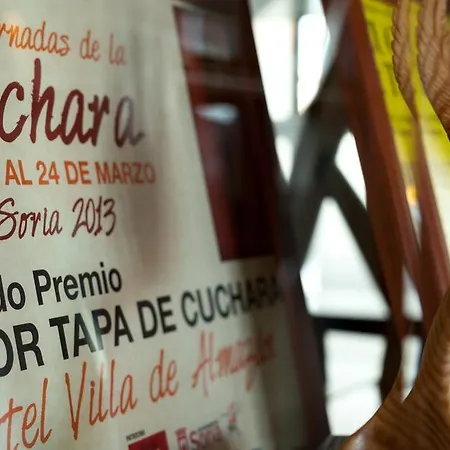 rnadas de la
chara
AL 24 DE MARZO
Soria 2013
do Premio
OR TAPA DE CUCHARA
tel Villa de Almazán
Soria